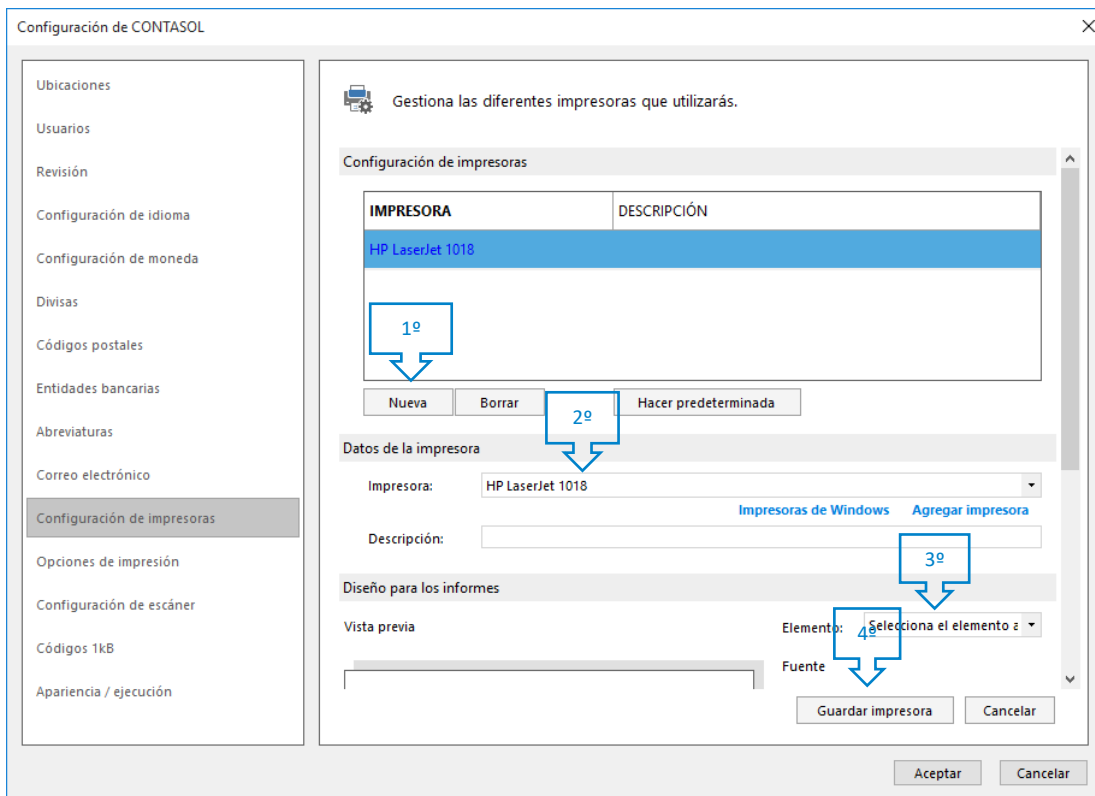 Configuración de CONTASOL
Ubicaciones
Usuarios
Revisión
Configuración de idioma
Configuración de moneda
Divisas
Códigos postales
Entidades bancarias
Abreviaturas
Correo electrónico
Configuración de impresoras
Opciones de impresión
Configuración de escáner
Códigos 1kB
Apariencia / ejecución
Gestiona las diferentes impresoras que utilizarás.
Configuración de impresoras
IMPRESORA DESCRIPCIÓN
HP LaserJet 1018
1º
Nueva Borrar Hacer predeterminada
2º
Datos de la impresora
Impresora: HP LaserJet 1018
Impresoras de Windows Agregar impresora
Descripción:
3º
Diseño para los informes
Vista previa
Elemento: Selecciona el elemento a
4º
Fuente
Guardar impresora Cancelar
Aceptar Cancelar